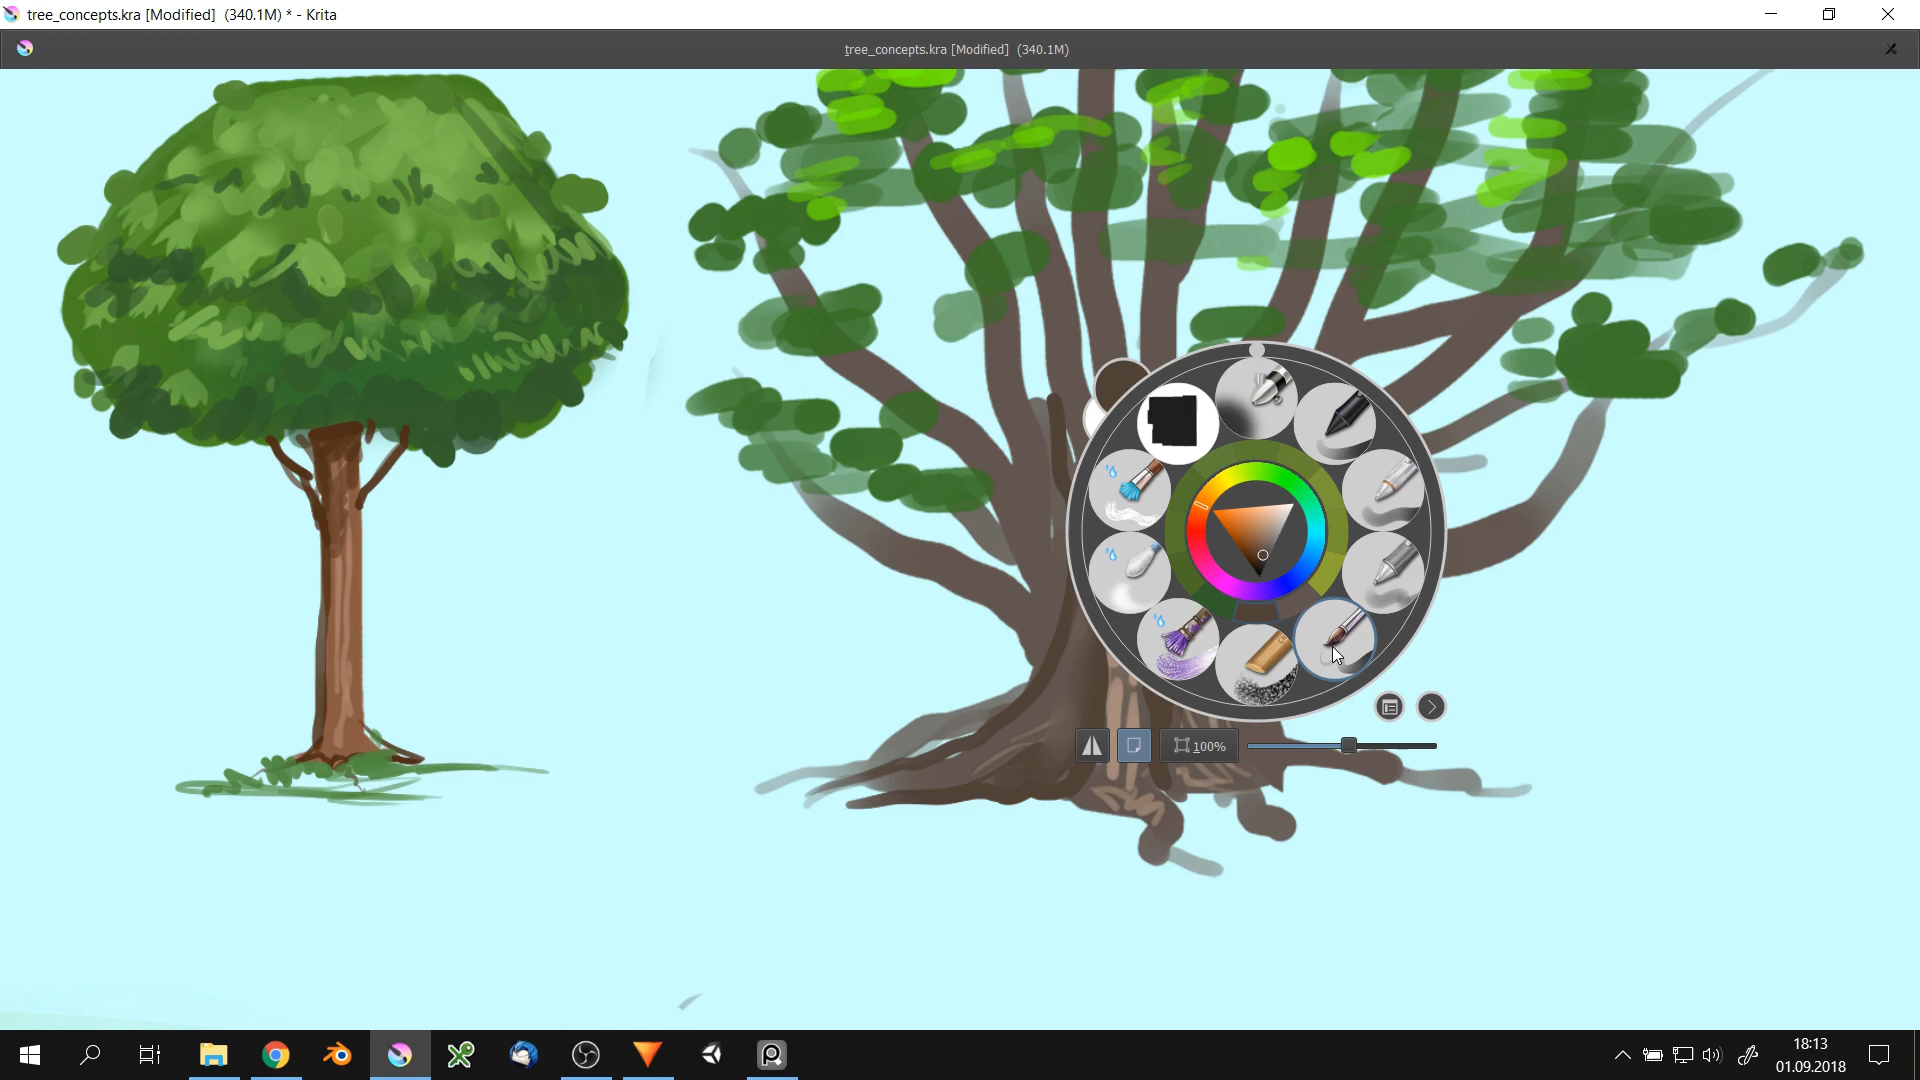 tree_concepts.kra [Modified]  (340.1M) * - Krita
tree_concepts.kra [Modified]  (340.1M)
100%
18:13
01.09.2018